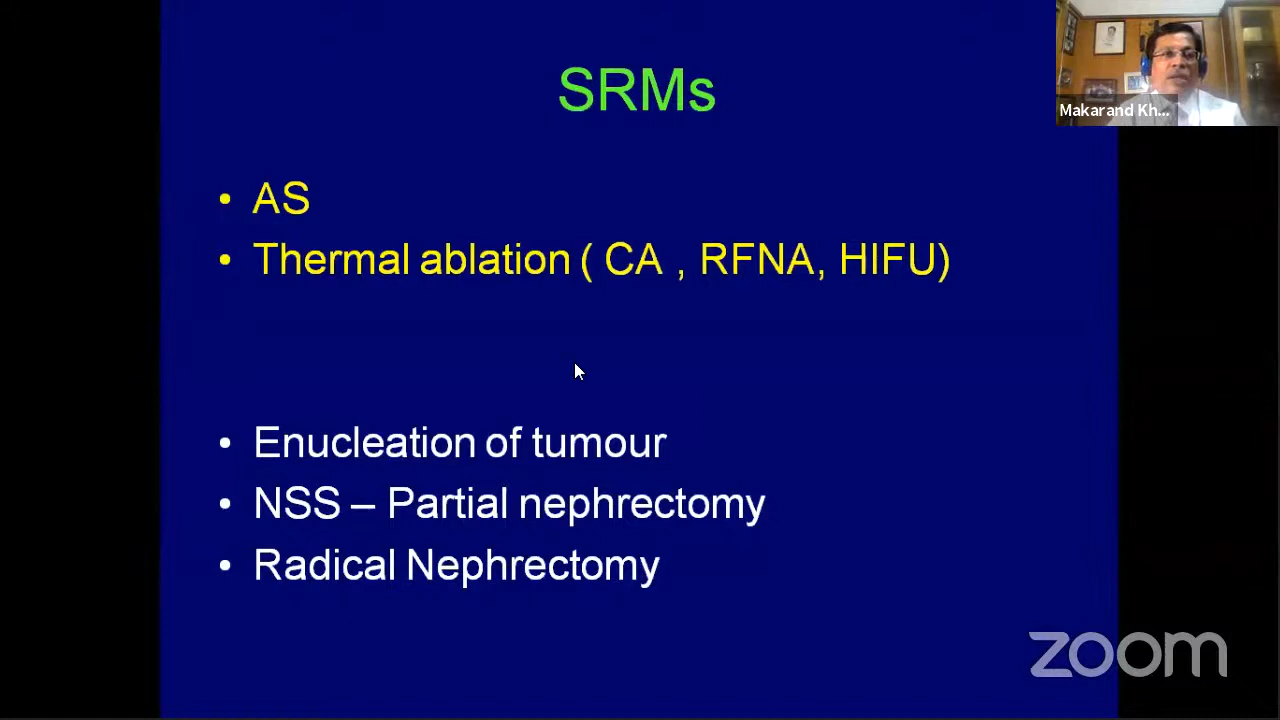 SRMs
Makarand Kh...
• AS
• Thermal ablation ( CA , RFNA, HIFU)
• Enucleation of tumour
• NSS – Partial nephrectomy
• Radical Nephrectomy
zoom